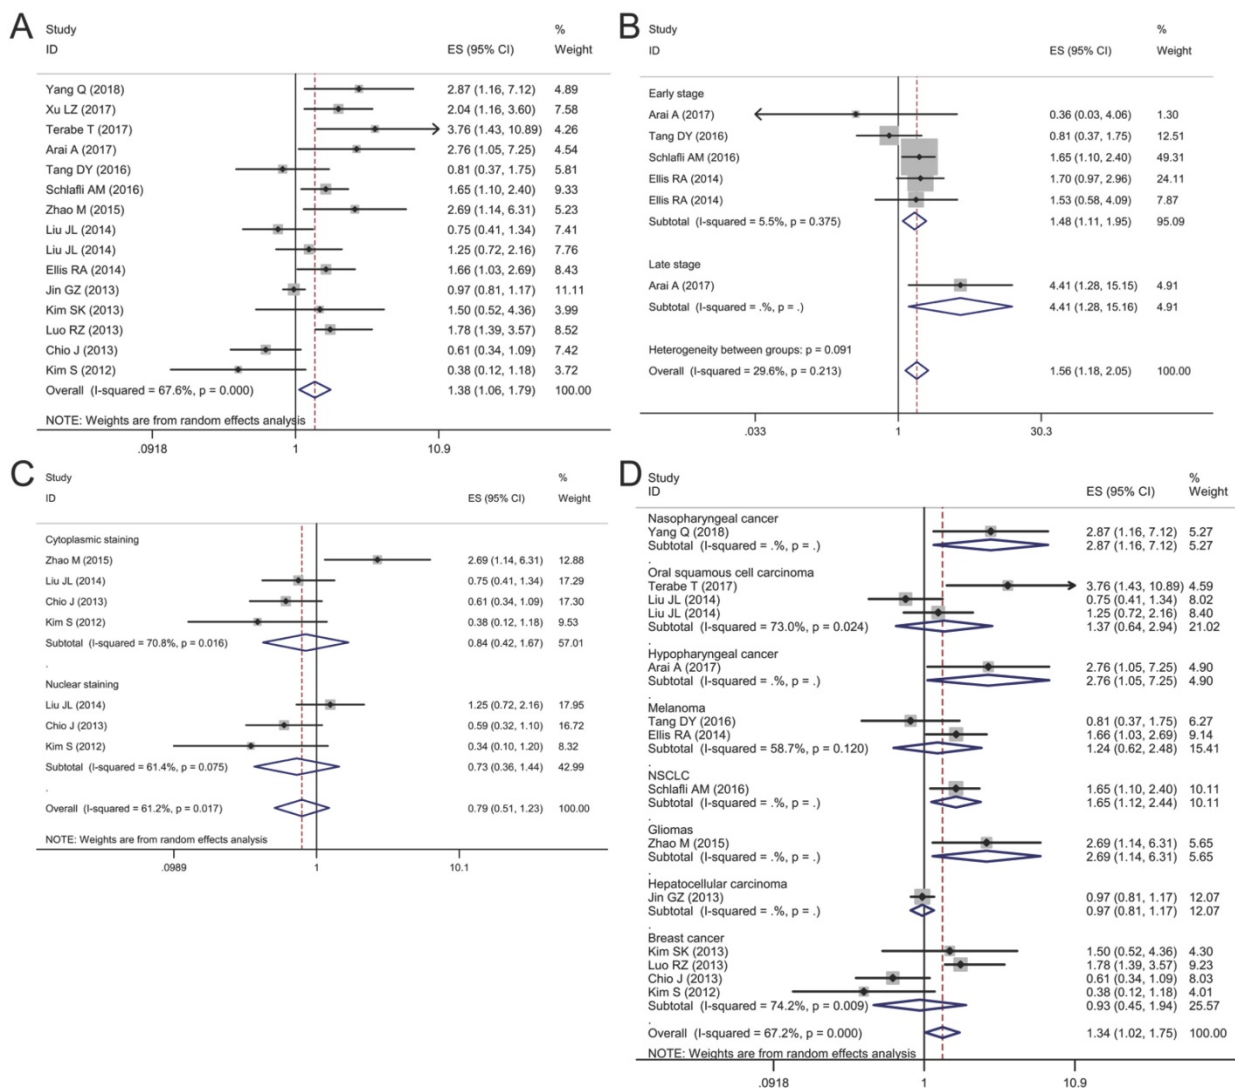 A
Study %
ID ES (95% CI) Weight
Yang Q (2018) 2.87 (1.16, 7.12) 4.89
Xu LZ (2017) 2.04 (1.16, 3.60) 7.58
Terabe T (2017) 3.76 (1.43, 10.89) 4.26
Arai A (2017) 2.76 (1.05, 7.25) 4.54
Tang DY (2016) 0.81 (0.37, 1.75) 5.81
Schlafli AM (2016) 1.65 (1.10, 2.40) 9.33
Zhao M (2015) 2.69 (1.14, 6.31) 5.23
Liu JL (2014) 0.75 (0.41, 1.34) 7.41
Liu JL (2014) 1.25 (0.72, 2.16) 7.76
Ellis RA (2014) 1.66 (1.03, 2.69) 8.43
Jin GZ (2013) 0.97 (0.81, 1.17) 11.11
Kim SK (2013) 1.50 (0.52, 4.36) 3.99
Luo RZ (2013) 1.78 (1.39, 3.57) 8.52
Chio J (2013) 0.61 (0.34, 1.09) 7.42
Kim S (2012) 0.38 (0.12, 1.18) 3.72
Overall (I-squared = 67.6%, p = 0.000) 1.38 (1.06, 1.79) 100.00
NOTE: Weights are from random effects analysis
.0918 1 10.9
B
Study %
ID ES (95% CI) Weight
Early stage
Arai A (2017) 0.36 (0.03, 4.06) 1.30
Tang DY (2016) 0.81 (0.37, 1.75) 12.51
Schlafli AM (2016) 1.65 (1.10, 2.40) 49.31
Ellis RA (2014) 1.70 (0.97, 2.96) 24.11
Ellis RA (2014) 1.53 (0.58, 4.09) 7.87
Subtotal (I-squared = 5.5%, p = 0.375) 1.48 (1.11, 1.95) 95.09
.
Late stage
Arai A (2017) 4.41 (1.28, 15.15) 4.91
Subtotal (I-squared = .%, p = .) 4.41 (1.28, 15.16) 4.91
.
Heterogeneity between groups: p = 0.091
Overall (I-squared = 29.6%, p = 0.213) 1.56 (1.18, 2.05) 100.00
.033 1 30.3
C
Study %
ID ES (95% CI) Weight
Cytoplasmic staining
Zhao M (2015) 2.69 (1.14, 6.31) 12.88
Liu JL (2014) 0.75 (0.41, 1.34) 17.29
Chio J (2013) 0.61 (0.34, 1.09) 17.30
Kim S (2012) 0.38 (0.12, 1.18) 9.53
Subtotal (I-squared = 70.8%, p = 0.016) 0.84 (0.42, 1.67) 57.01
.
Nuclear staining
Liu JL (2014) 1.25 (0.72, 2.16) 17.95
Chio J (2013) 0.59 (0.32, 1.10) 16.72
Kim S (2012) 0.34 (0.10, 1.20) 8.32
Subtotal (I-squared = 61.4%, p = 0.075) 0.73 (0.36, 1.44) 42.99
.
Overall (I-squared = 61.2%, p = 0.017) 0.79 (0.51, 1.23) 100.00
NOTE: Weights are from random effects analysis
.0989 1 10.1
D
Study %
ID ES (95% CI) Weight
Nasopharyngeal cancer
Yang Q (2018) 2.87 (1.16, 7.12) 5.27
Subtotal (I-squared = .%, p = .) 2.87 (1.16, 7.12) 5.27
.
Oral squamous cell carcinoma
Terabe T (2017) 3.76 (1.43, 10.89) 4.59
Liu JL (2014) 0.75 (0.41, 1.34) 8.02
Liu JL (2014) 1.25 (0.72, 2.16) 8.40
Subtotal (I-squared = 73.0%, p = 0.024) 1.37 (0.64, 2.94) 21.02
.
Hypopharyngeal cancer
Arai A (2017) 2.76 (1.05, 7.25) 4.90
Subtotal (I-squared = .%, p = .) 2.76 (1.05, 7.25) 4.90
.
Melanoma
Tang DY (2016) 0.81 (0.37, 1.75) 6.27
Ellis RA (2014) 1.66 (1.03, 2.69) 9.14
Subtotal (I-squared = 58.7%, p = 0.120) 1.24 (0.62, 2.48) 15.41
.
NSCLC
Schlafli AM (2016) 1.65 (1.10, 2.40) 10.11
Subtotal (I-squared = .%, p = .) 1.65 (1.12, 2.44) 10.11
.
Gliomas
Zhao M (2015) 2.69 (1.14, 6.31) 5.65
Subtotal (I-squared = .%, p = .) 2.69 (1.14, 6.31) 5.65
.
Hepatocellular carcinoma
Jin GZ (2013) 0.97 (0.81, 1.17) 12.07
Subtotal (I-squared = .%, p = .) 0.97 (0.81, 1.17) 12.07
.
Breast cancer
Kim SK (2013) 1.50 (0.52, 4.36) 4.30
Luo RZ (2013) 1.78 (1.39, 3.57) 9.23
Chio J (2013) 0.61 (0.34, 1.09) 8.03
Kim S (2012) 0.38 (0.12, 1.18) 4.01
Subtotal (I-squared = 74.2%, p = 0.009) 0.93 (0.45, 1.94) 25.57
.
Overall (I-squared = 67.2%, p = 0.000) 1.34 (1.02, 1.75) 100.00
NOTE: Weights are from random effects analysis
.0918 1 10.9